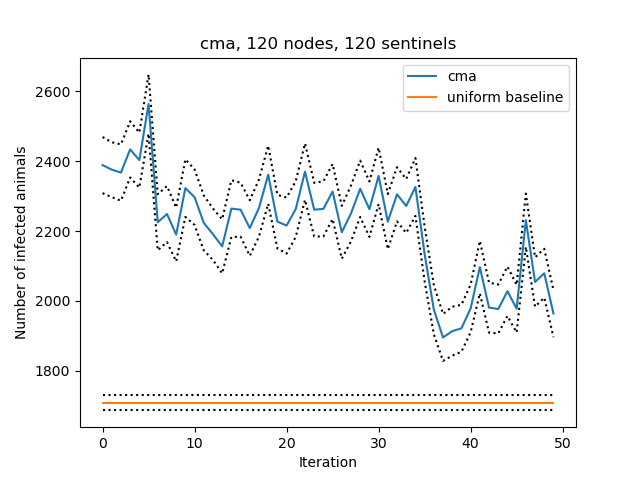 cma, 120 nodes, 120 sentinels
cma
uniform baseline
2600
2400
2200
2000
1800
Number of infected animals
0 10 20 30 40 50
Iteration